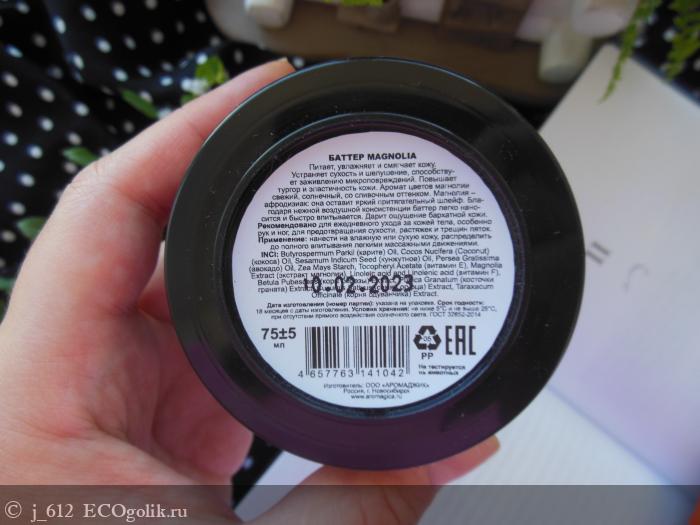 БАТТЕР MAGNOLIA
Питает, увлажняет и смягчает кожу.
Устраняет сухость и шелушение, способству-
ет заживлению микроповреждений. Повышает
тургор и эластичность кожи. Аромат цветов магнолии
свежий, солнечный, со сливочным оттенком. Магнолия –
афродизиак: она оставит яркий притягательный шлейф. Бла-
годаря нежной воздушной консистенции баттер легко нано-
сится и быстро впитывается. Дарит ощущение бархатной кожи.
Рекомендовано для ежедневного ухода за кожей тела, особенно
рук и ног, для предотвращения сухости, растяжек и трещин пяток.
Применение: нанести на влажную или сухую кожу, распределить
до полного впитывания легкими массажными движениями.
INCI: Butyrospermum Parkii (карите) Oil, Cocos Nucifera (Coconut)
(кокоса) Oil, Sesamum Indicum Seed (кунжутное) Oil, Persea Gratissima
(авокадо) Oil, Zea Mays Starch, Tocopheryl Acetate (витамин Е), Magnolia
Extract (экстракт магнолии), Linoleic acid and Linolenic acid (витамин F),
Betula Pubescens Granatum (косточки
граната) Extract, Taraxacum
Officinale (корня одуванчика) Extract.
10 02 2023
Дата изготовления (номер партии): указана на упаковке. Срок годности:
18 месяцев с даты изготовления. Условия хранения: не ниже 5°С и не выше 25°С,
при отсутствии прямого воздействия солнечного света. ГОСТ 32852-2014
75±5
мл
05
PP
EAC
Не тестируется
на животных
4 657763 141042
Изготовитель: ООО «АРОМАДЖИК»
Россия, г. Новосибирск
www.aromagica.ru
© j_612 ECOgolik.ru